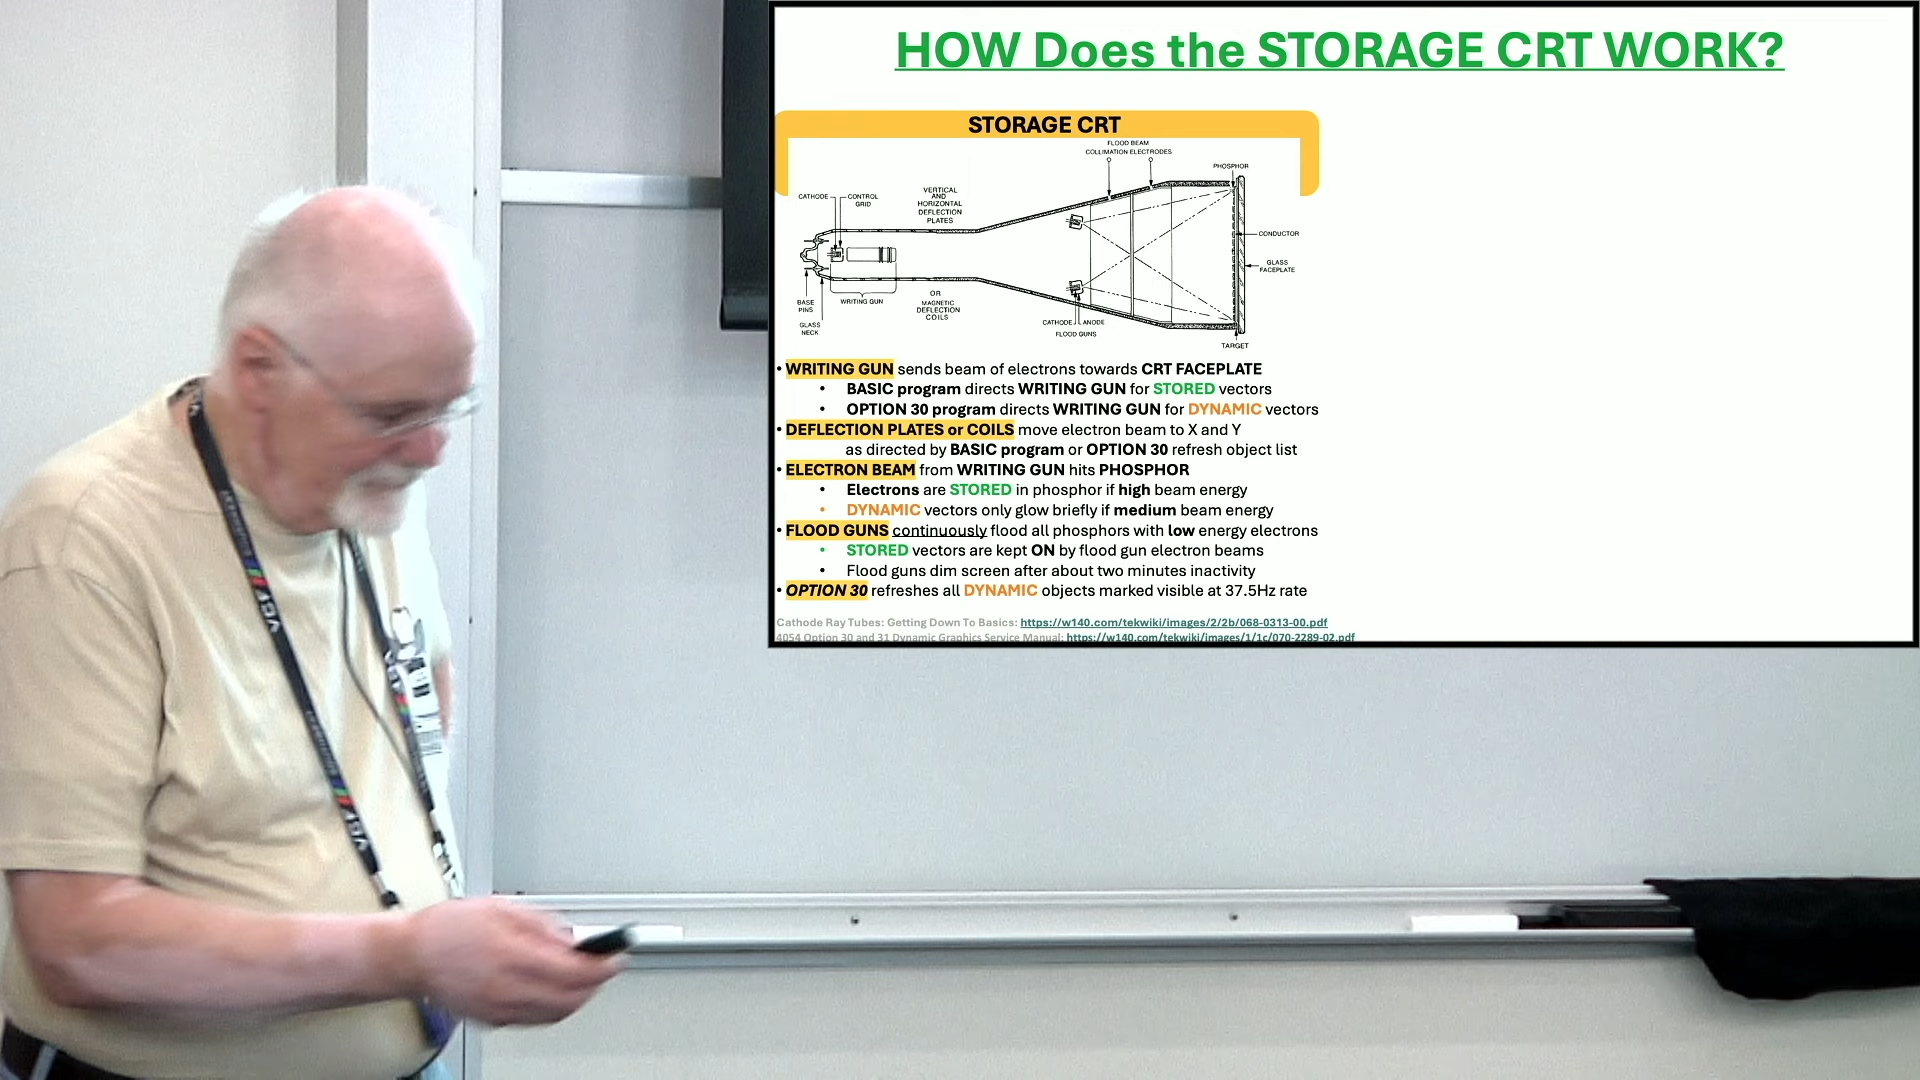 HOW Does the STORAGE CRT WORK?
STORAGE CRT
FLOOD BEAM
COLLIMATION ELECTRODES
PHOSPHOR
CATHODE
CONTROL
GRID
VERTICAL
AND
HORIZONTAL
DEFLECTION
PLATES
CONDUCTOR
GLASS
FACEPLATE
BASE
PINS
GLASS
NECK
WRITING GUN
OR
MAGNETIC
DEFLECTION
COILS
CATHODE
ANODE
FLOOD GUNS
TARGET
• WRITING GUN sends beam of electrons towards CRT FACEPLATE
• BASIC program directs WRITING GUN for STORED vectors
• OPTION 30 program directs WRITING GUN for DYNAMIC vectors
• DEFLECTION PLATES or COILS move electron beam to X and Y
as directed by BASIC program or OPTION 30 refresh object list
• ELECTRON BEAM from WRITING GUN hits PHOSPHOR
• Electrons are STORED in phosphor if high beam energy
• DYNAMIC vectors only glow briefly if medium beam energy
• FLOOD GUNS continuously flood all phosphors with low energy electrons
• STORED vectors are kept ON by flood gun electron beams
• Flood guns dim screen after about two minutes inactivity
• OPTION 30 refreshes all DYNAMIC objects marked visible at 37.5Hz rate
Cathode Ray Tubes: Getting Down To Basics: https://w140.com/tekwiki/images/2/2b/068-0313-00.pdf
4054 Option 30 and 31 Dynamic Graphics Service Manual: https://w140.com/tekwiki/images/1/1c/070-2289-02.pdf